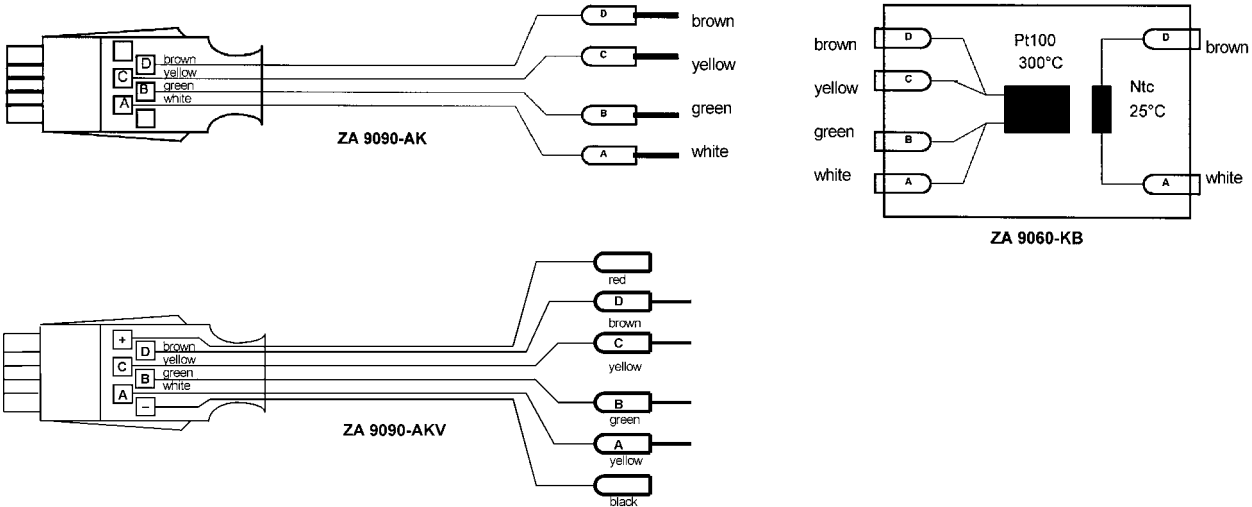 D
brown
C
yellow
B
green
A
white
ZA 9090-AK
D
brown
C
yellow
B
green
A
white
brown
D
yellow
C
green
B
white
A
Pt100
300°C
Ntc
25°C
D
brown
A
white
ZA 9060-KB
+
D
brown
C
yellow
B
green
A
white
–
ZA 9090-AKV
red
D
brown
C
yellow
B
green
A
yellow
black